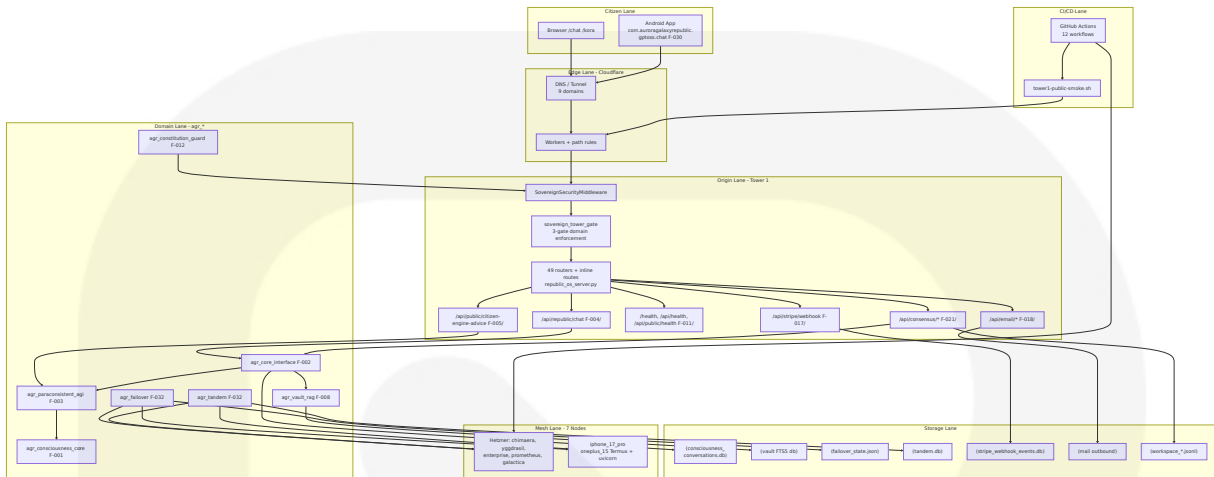 Citizen Lane
Browser /chat /kora
Android App
com.auroragalaxyrepublic.
gptoss.chat F-030
CI/CD Lane
GitHub Actions
12 workflows
tower1-public-smoke.sh
Edge Lane - Cloudflare
DNS / Tunnel
9 domains
Workers + path rules
Domain Lane - agr_*
agr_constitution_guard
F-012
Origin Lane - Tower 1
SovereignSecurityMiddleware
sovereign_tower_gate
3-gate domain
enforcement
49 routers + inline
routes
republic_os_server.py
/api/public/citizen-
engine-advice F-005/
/api/republic/chat F-004/
/health, /api/health,
/api/public/health F-011/
/api/stripe/webhook F-
017/
/api/consensus/* F-021/
/api/email/* F-018/
agr_core_interface F-002
agr_paraconsistent_agi
F-003
agr_failover F-032
agr_tandem F-032
agr_vault_rag F-008
agr_consciousness_core
F-001
Mesh Lane - 7 Nodes
Hetzner: chimaera,
yggdrasil,
enterprise, prometheus,
galactica
iphone_17_pro
oneplus_15 Termux +
uvicorn
Storage Lane
(consciousness_
conversations.db)
(vault FTS5 db)
(failover_state.json)
(tandem.db)
(stripe_webhook_events.db)
(mail outbound)
(workspace_*.jsonl)